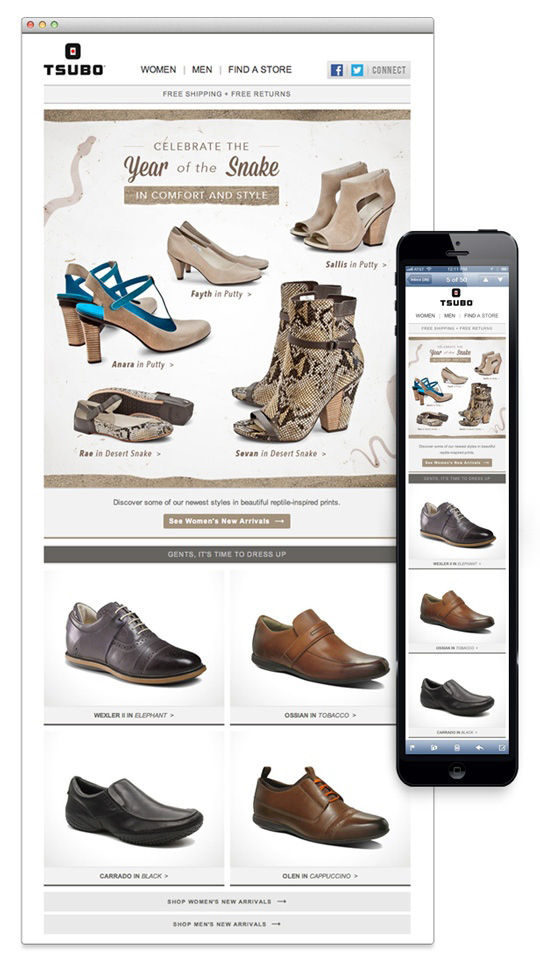 TSUBO
WOMEN | MEN | FIND A STORE
CONNECT
FREE SHIPPING + FREE RETURNS
CELEBRATE THE
Year of the Snake
IN COMFORT AND STYLE
Sallis in Putty >
Fayth in Putty >
Anara in Putty >
Rae in Desert Snake >
Sevan in Desert Snake >
Discover some of our newest styles in beautiful reptile-inspired prints.
See Women's New Arrivals →
GENTS, IT'S TIME TO DRESS UP
WEXLER II IN ELEPHANT >
OSSIAN IN TOBACCO >
CARRADO IN BLACK >
OLEN IN CAPPUCCINO >
SHOP WOMEN'S NEW ARRIVALS →
SHOP MEN'S NEW ARRIVALS →
AT&T 12:11 PM
5 of 50
TSUBO
WOMEN | MEN | FIND A STORE
FREE SHIPPING + FREE RETURNS
CELEBRATE THE
Year of the Snake
Discover some of our newest styles in beautiful
reptile-inspired prints.
See Women's New Arrivals →
GENTS, IT'S TIME TO DRESS UP
WEXLER II IN ELEPHANT >
OSSIAN IN TOBACCO >
CARRADO IN BLACK >